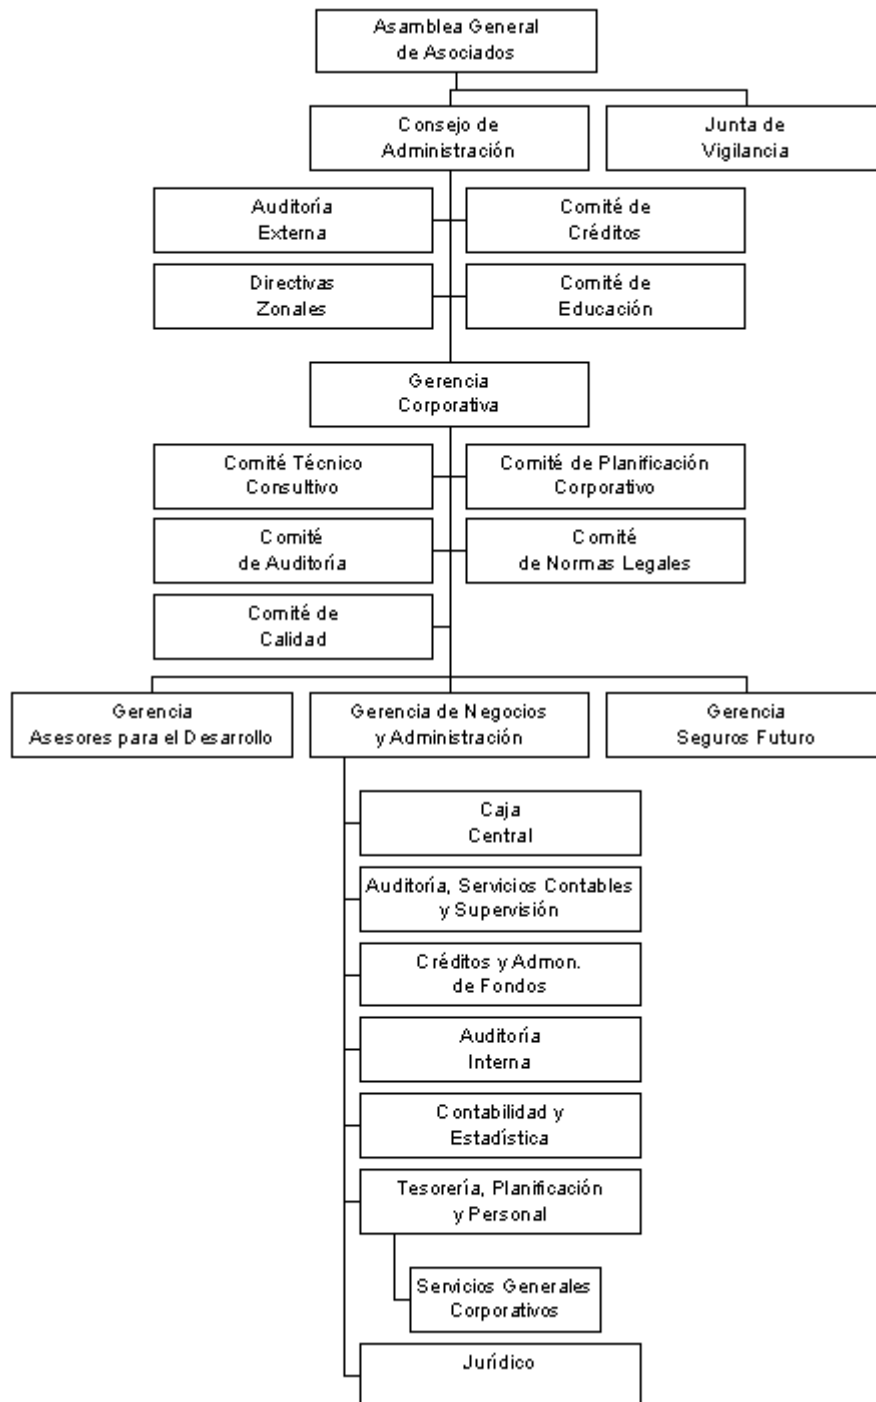 Asamblea General
de Asociados
Consejo de
Administración
Junta de
Vigilancia
Auditoría
Externa
Comité de
Créditos
Directivas
Zonales
Comité de
Educación
Gerencia
Corporativa
Comité Técnico
Consultivo
Comité de Planificación
Corporativo
Comité
de Auditoría
Comité
de Normas Legales
Comité de
Calidad
Gerencia
Asesores para el Desarrollo
Gerencia de Negocios
y Administración
Gerencia
Seguros Futuro
Caja
Central
Auditoría, Servicios Contables
y Supervisión
Créditos y Admon.
de Fondos
Auditoría
Interna
Contabilidad y
Estadística
Tesorería, Planificación
y Personal
Servicios Generales
Corporativos
Jurídico